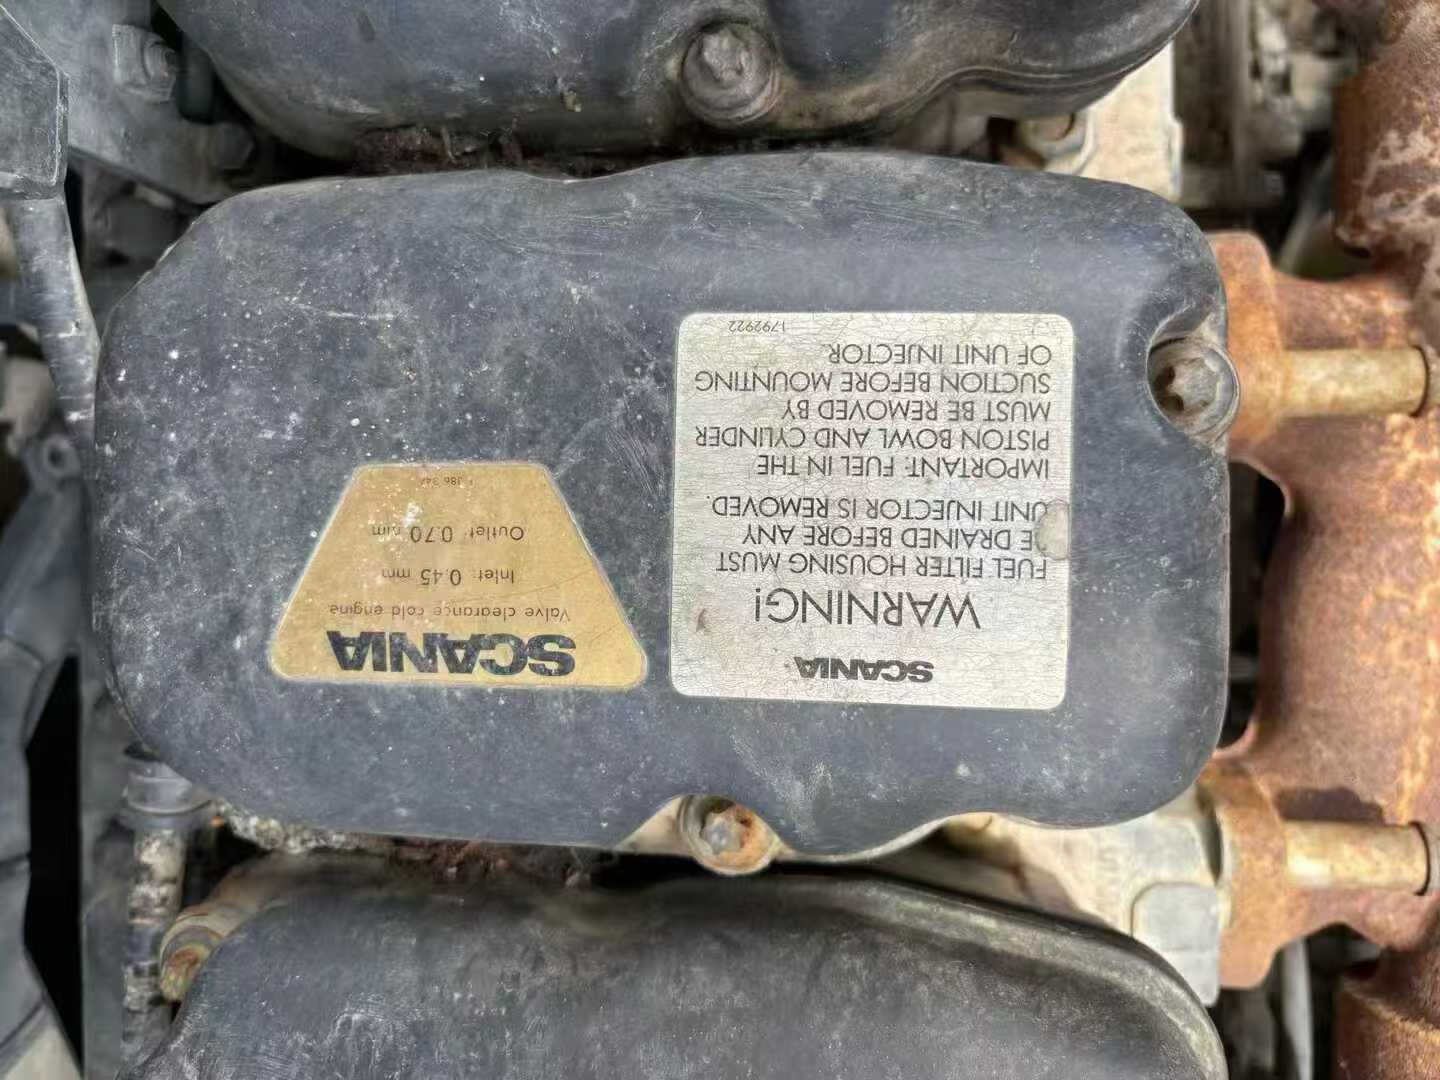 SCANIA
Valve clearance cold engine
Inlet: 0.45 mm
Outlet: 0.70 mm
SCANIA
WARNING!
FUEL FILTER HOUSING MUST
BE DRAINED BEFORE ANY
UNIT INJECTOR IS REMOVED.
IMPORTANT: FUEL IN THE
PISTON BOWL AND CYLINDER
MUST BE REMOVED BY
SUCTION BEFORE MOUNTING
OF UNIT INJECTOR
1792922